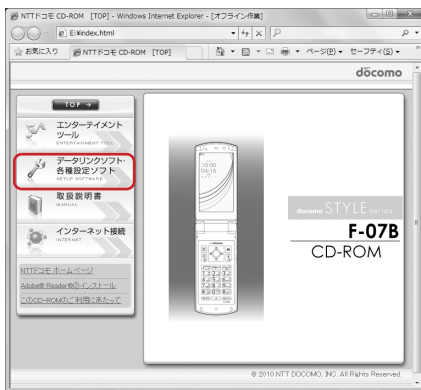 NTTドコモ CD-ROM [TOP] - Windows Internet Explorer - [オフライン作業]
E:¥index.html
お気に入り
NTTドコモ CD-ROM [TOP]
ページ(P)
セーフティ(S)
döcomo
TOP →
エンターテイメント
ツール
ENTERTAINMENT TOOL
データリンクソフト・
各種設定ソフト
SETUP SOFTWARE
取扱説明書
MANUAL
インターネット接続
INTERNET
NTTドコモ ホームページ
Adobe® Reader®のインストール
このCD-ROMのご利用にあたって
10:00
04/16
docomo STYLE series
F-07B
CD-ROM
© 2010 NTT DOCOMO, INC. All Rights Reserved.